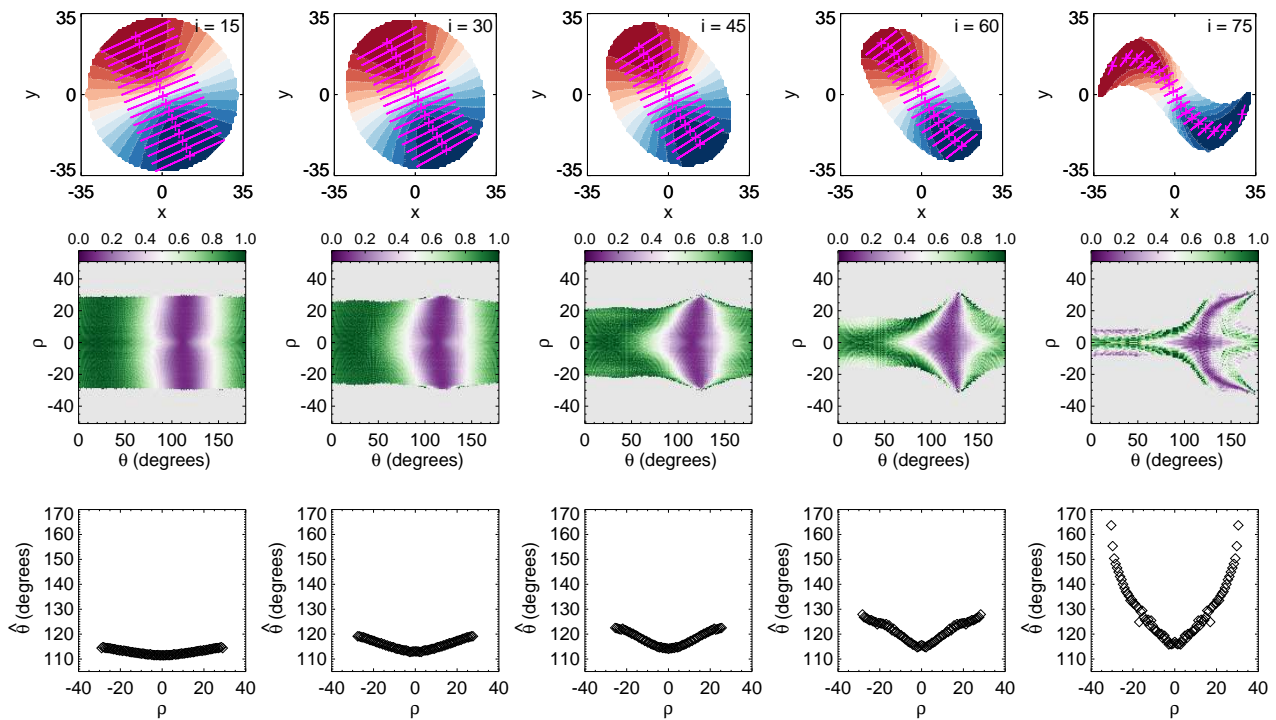 35 i = 15 35 i = 30 35 i = 45 35 i = 60 35 i = 75
y 0 y 0 y 0 y 0 y 0
-35 -35 -35 -35 -35
-35 0 35 -35 0 35 -35 0 35 -35 0 35 -35 0 35
x x x x x
0.0 0.2 0.4 0.6 0.8 1.0 0.0 0.2 0.4 0.6 0.8 1.0 0.0 0.2 0.4 0.6 0.8 1.0 0.0 0.2 0.4 0.6 0.8 1.0 0.0 0.2 0.4 0.6 0.8 1.0
40 40 40 40 40
20 20 20 20 20
ρ 0 ρ 0 ρ 0 ρ 0 ρ 0
-20 -20 -20 -20 -20
-40 -40 -40 -40 -40
0 50 100 150 0 50 100 150 0 50 100 150 0 50 100 150 0 50 100 150
θ (degrees) θ (degrees) θ (degrees) θ (degrees) θ (degrees)
170 170 170 170 170
160 160 160 160 160
150 150 150 150 150
θ̂ (degrees) 140 θ̂ (degrees) 140 θ̂ (degrees) 140 θ̂ (degrees) 140 θ̂ (degrees) 140
130 130 130 130 130
120 120 120 120 120
110 110 110 110 110
-40 -20 0 20 40 -40 -20 0 20 40 -40 -20 0 20 40 -40 -20 0 20 40 -40 -20 0 20 40
ρ ρ ρ ρ ρ